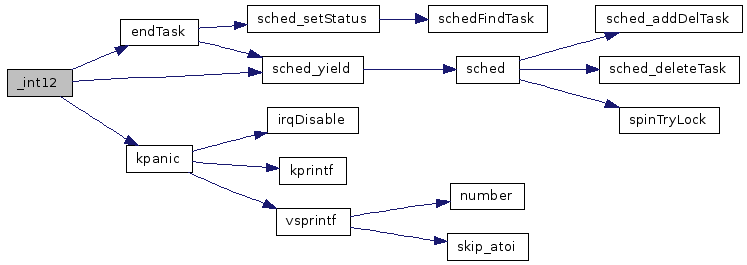 _int12
endTask
sched_setStatus
schedFindTask
sched_yield
sched
sched_addDelTask
sched_deleteTask
spinTryLock
kpanic
irqDisable
kprintf
vsprintf
number
skip_atoi